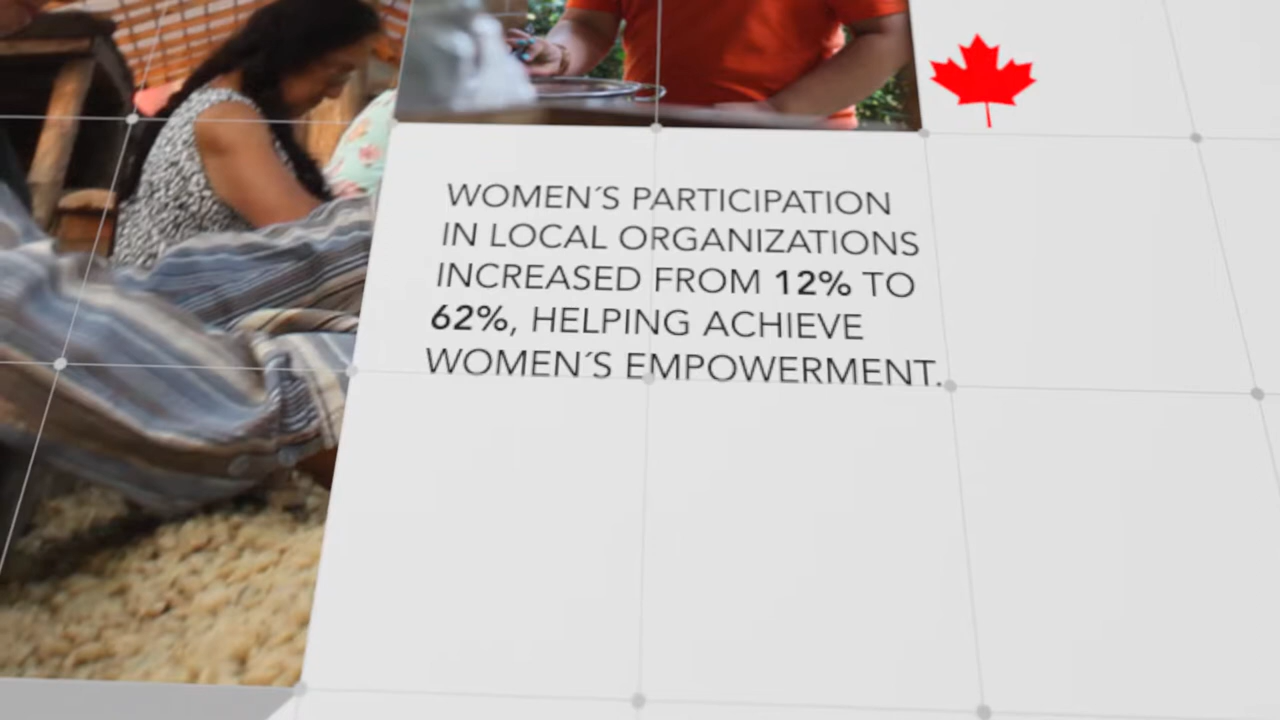 WOMEN´S PARTICIPATION
IN LOCAL ORGANIZATIONS
INCREASED FROM 12% TO
62%, HELPING ACHIEVE
WOMEN´S EMPOWERMENT.